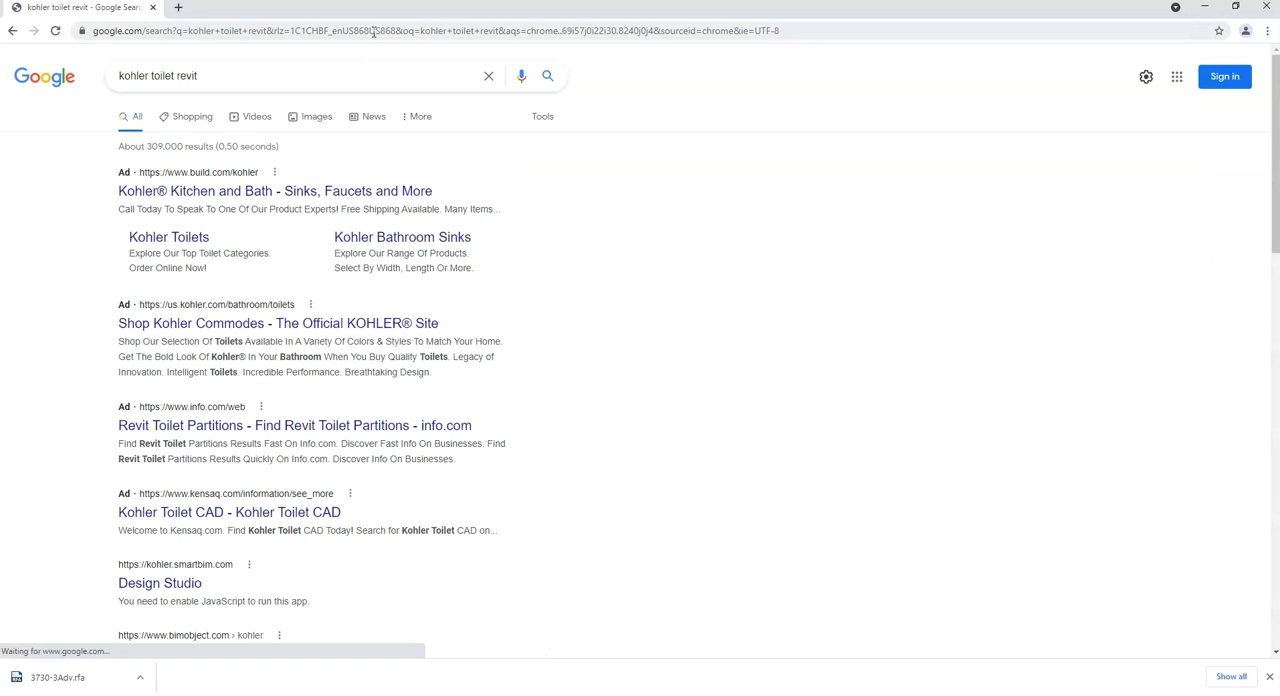 kohler toilet revit - Google Sear
google.com/search?q=kohler+toilet+revit&rlz=1C1CHBF_enUS868US868&oq=kohler+toilet+revit&aqs=chrome..69i57j0i22i30.8240j0j4&sourceid=chrome&ie=UTF-8
Google
kohler toilet revit
Sign in
All Shopping Videos Images News More Tools
About 309,000 results (0.50 seconds)
Ad · https://www.build.com/kohler
Kohler® Kitchen and Bath - Sinks, Faucets and More
Call Today To Speak To One Of Our Product Experts! Free Shipping Available. Many Items...
Kohler Toilets
Explore Our Top Toilet Categories.
Order Online Now!
Kohler Bathroom Sinks
Explore Our Range Of Products.
Select By Width, Length Or More.
Ad · https://us.kohler.com/bathroom/toilets
Shop Kohler Commodes - The Official KOHLER® Site
Shop Our Selection Of Toilets Available In A Variety Of Colors & Styles To Match Your Home.
Get The Bold Look Of Kohler® In Your Bathroom When You Buy Quality Toilets. Legacy of
Innovation. Intelligent Toilets. Incredible Performance. Breathtaking Design.
Ad · https://www.info.com/web
Revit Toilet Partitions - Find Revit Toilet Partitions - info.com
Find Revit Toilet Partitions Results Fast On Info.com. Discover Fast Info On Businesses. Find
Revit Toilet Partitions Results Quickly On Info.com. Discover Info On Businesses.
Ad · https://www.kensaq.com/information/see_more
Kohler Toilet CAD - Kohler Toilet CAD
Welcome to Kensaq.com. Find Kohler Toilet CAD Today! Search for Kohler Toilet CAD on...
https://kohler.smartbim.com
Design Studio
You need to enable JavaScript to run this app.
https://www.bimobject.com › kohler
Waiting for www.google.com...
3730-3Adv.rfa
Show all